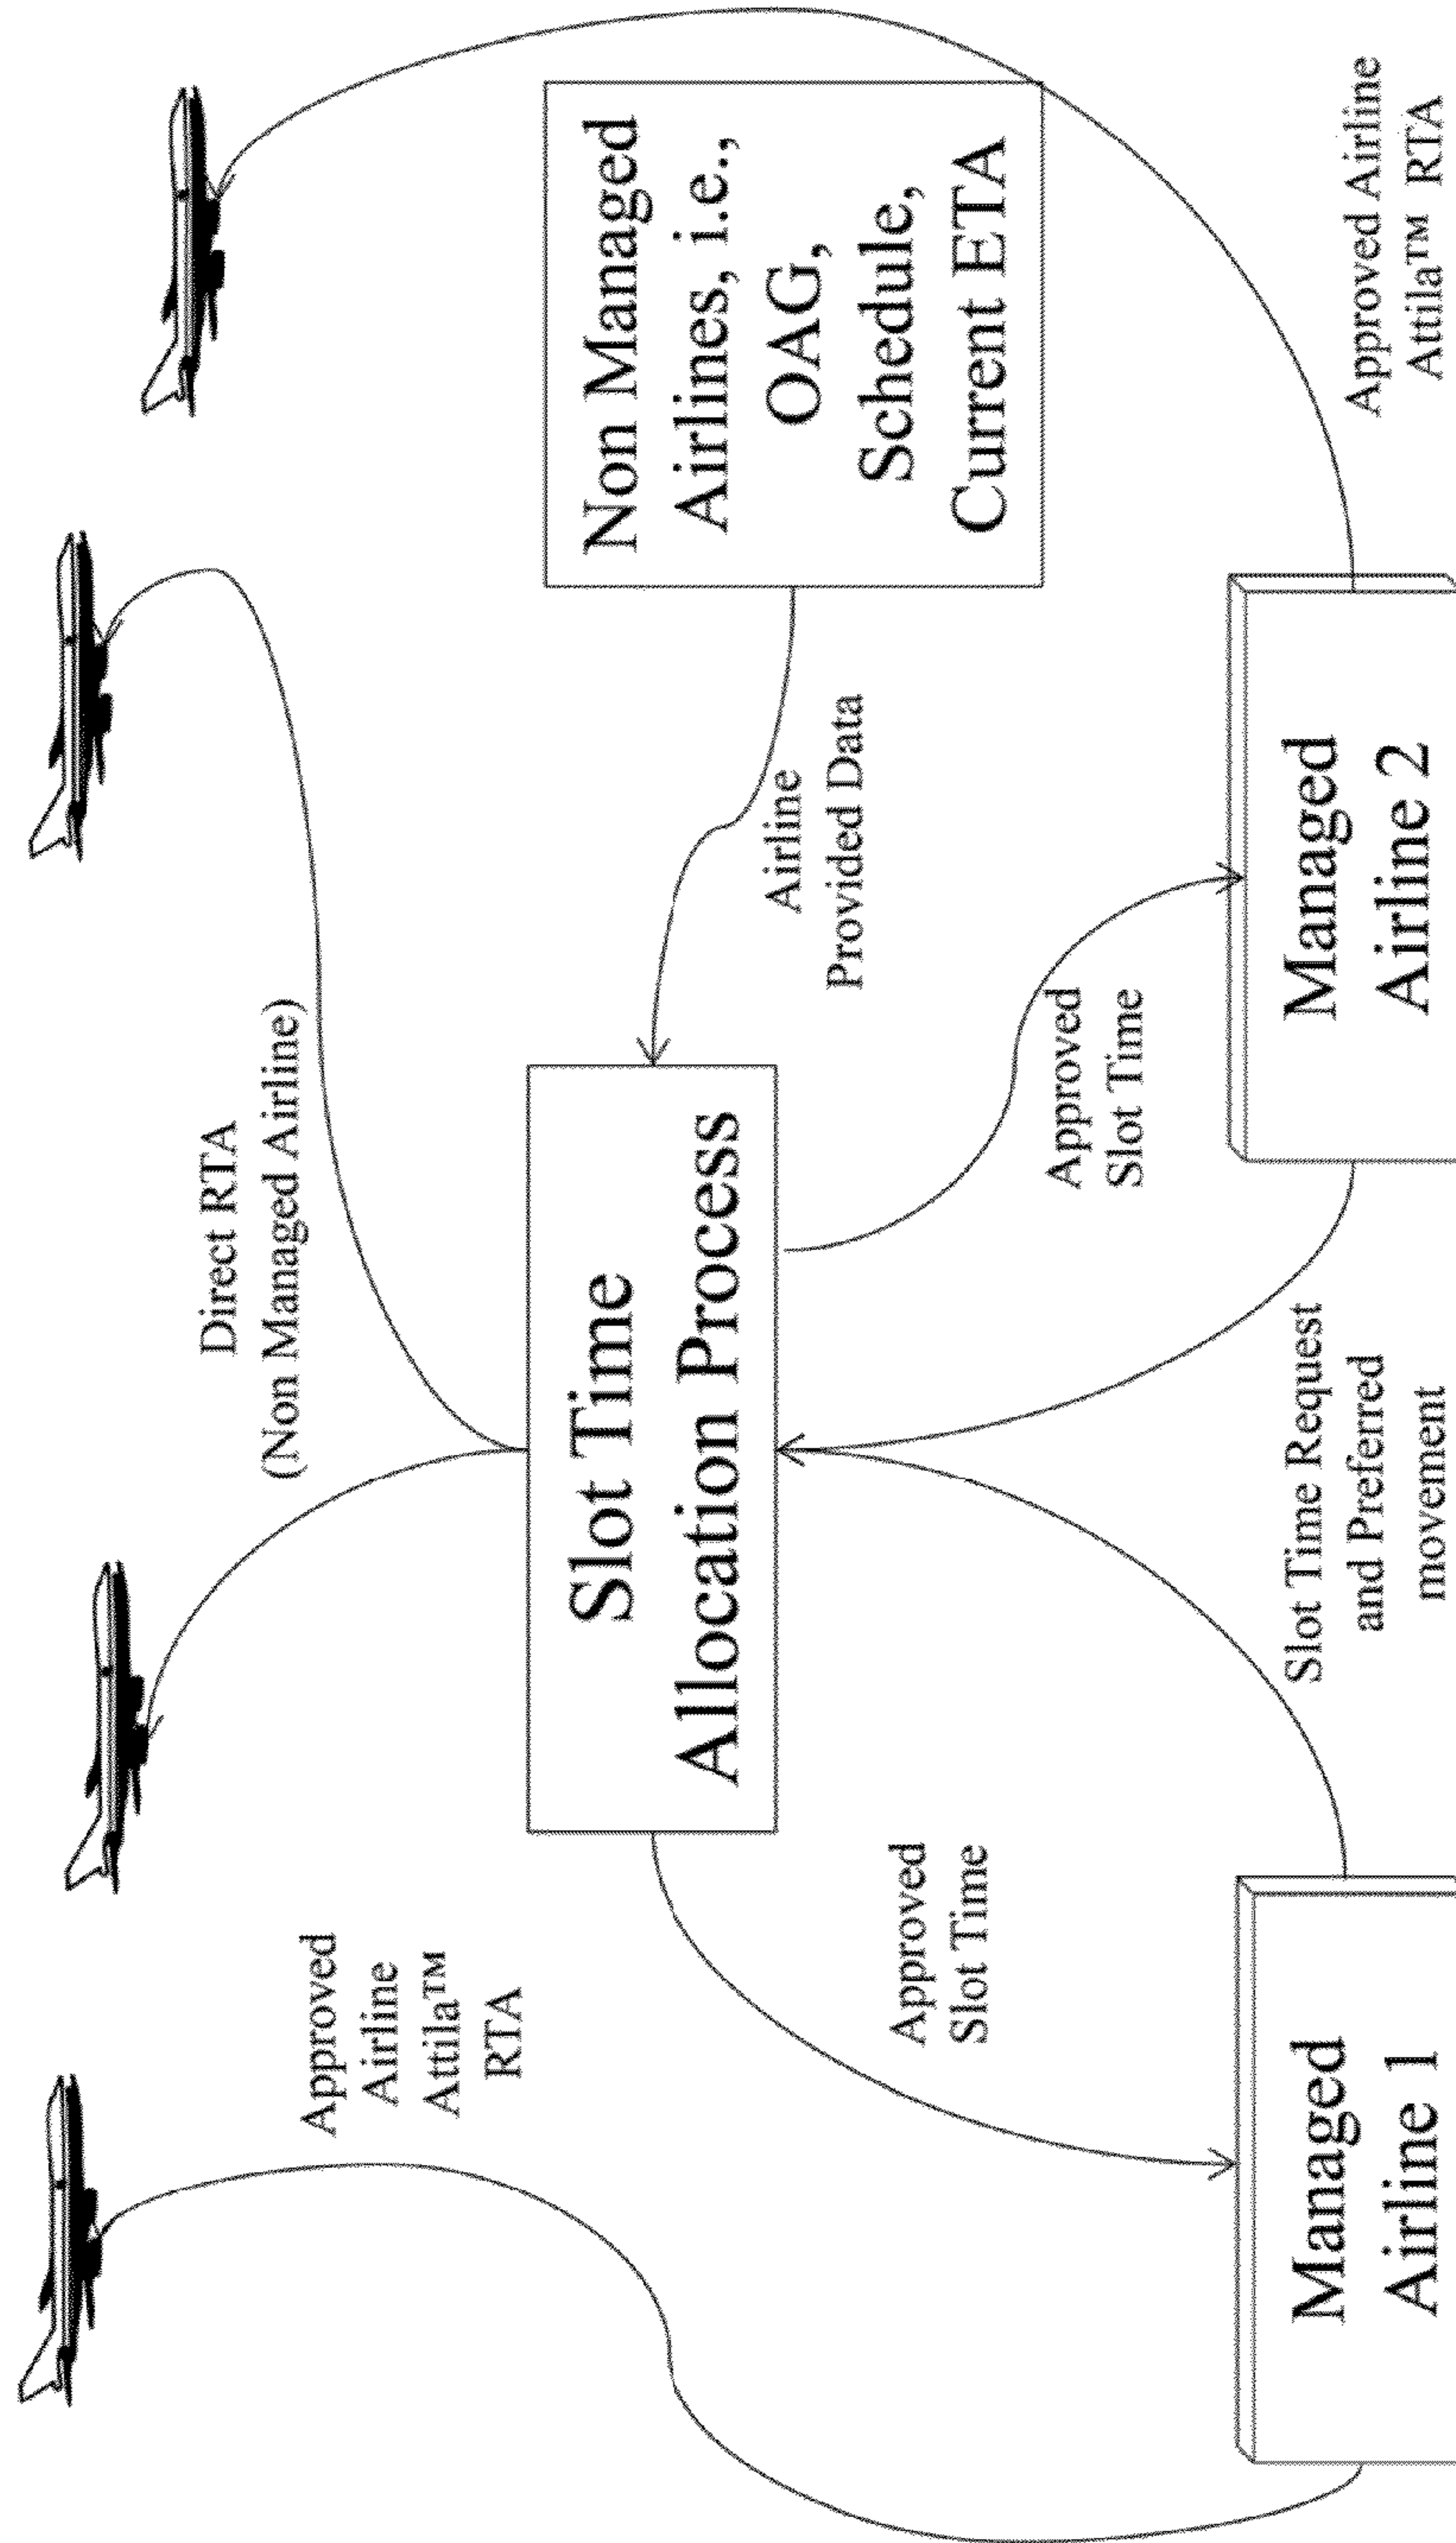 Direct RTA
(Non Managed Airline)
Approved
Airline
Attila™
RTA
Slot Time
Allocation Process
Non Managed
Airlines, i.e.,
OAG,
Schedule,
Current ETA
Airline
Provided Data
Approved
Slot Time
Approved
Slot Time
Managed
Airline 1
Slot Time Request
and Preferred
movement
Managed
Airline 2
Approved Airline
Attila™ RTA